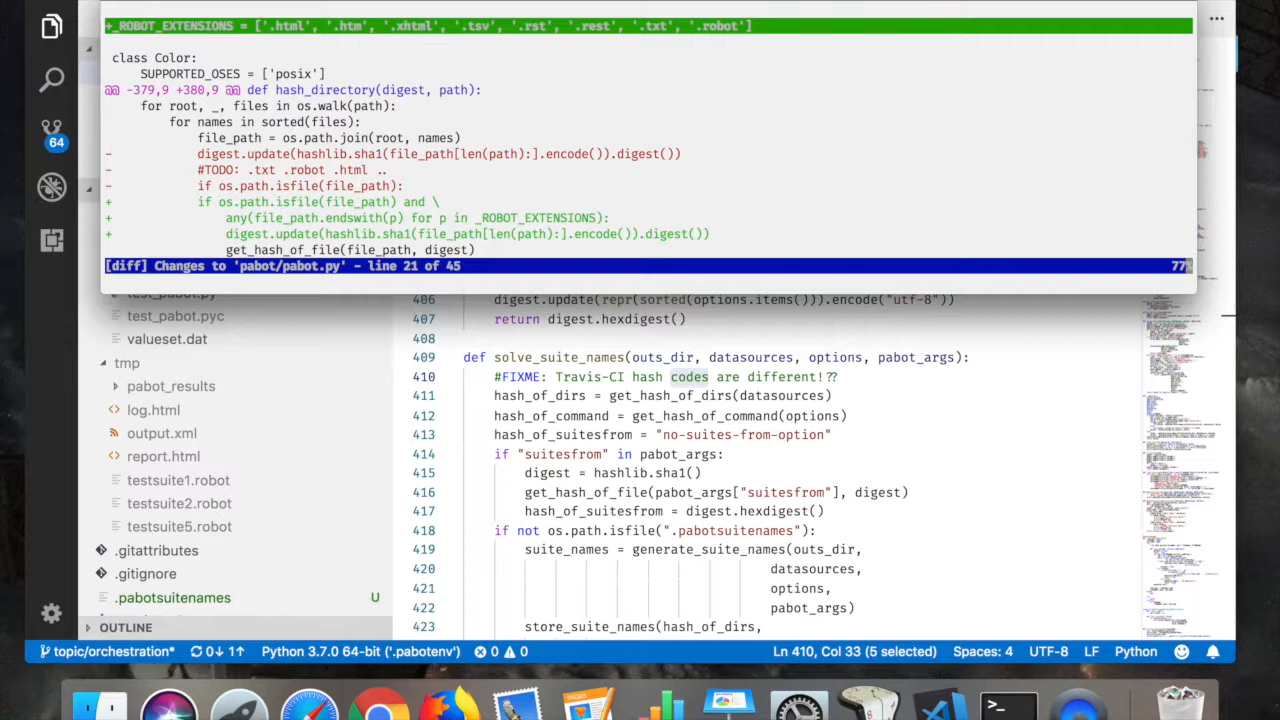 +_ROBOT_EXTENSIONS = ['.html', '.htm', '.xhtml', '.tsv', '.rst', '.rest', '.txt', '.robot']
class Color:
SUPPORTED_OSES = ['posix']
@@ -379,9 +380,9 @@ def hash_directory(digest, path):
for root, _, files in os.walk(path):
for names in sorted(files):
file_path = os.path.join(root, names)
- digest.update(hashlib.sha1(file_path[len(path):].encode()).digest())
- #TODO: .txt .robot .html ..
- if os.path.isfile(file_path):
+ if os.path.isfile(file_path) and \
+ any(file_path.endswith(p) for p in _ROBOT_EXTENSIONS):
+ digest.update(hashlib.sha1(file_path[len(path):].encode()).digest())
get_hash_of_file(file_path, digest)
[diff] Changes to 'pabot/pabot.py' - line 21 of 45 77%
64
test_pabot.py
test_pabot.pyc
valueset.dat
tmp
pabot_results
log.html
output.xml
report.html
testsuite1.robot
testsuite2.robot
testsuite5.robot
.gitattributes
.gitignore
.pabotsuitenames U
OUTLINE
406 digest.update(repr(sorted(options.items())).encode("utf-8"))
407 return digest.hexdigest()
408
409 def solve_suite_names(outs_dir, datasources, options, pabot_args):
410 #FIXME: Travis-CI hash codes are different!??
411 hash_of_dirs = get_hash_of_dirs(datasources)
412 hash_of_command = get_hash_of_command(options)
413 hash_of_suitesfrom = "no-suites-from-option"
414 "suitesfrom" in pabot_args:
415 digest = hashlib.sha1()
416 get_hash_of_file(pabot_args["suitesfrom"], digest)
417 hash_of_suitesfrom = digest.hexdigest()
418 if not os.path.isfile(".pabotsuitenames"):
419 suite_names = generate_suite_names(outs_dir,
420 datasources,
421 options,
422 pabot_args)
423 store_suite_names(hash_of_dirs,
topic/orchestration* 0↓ 1↑ Python 3.7.0 64-bit ('.pabotenv') 0 0 Ln 410, Col 33 (5 selected) Spaces: 4 UTF-8 LF Python